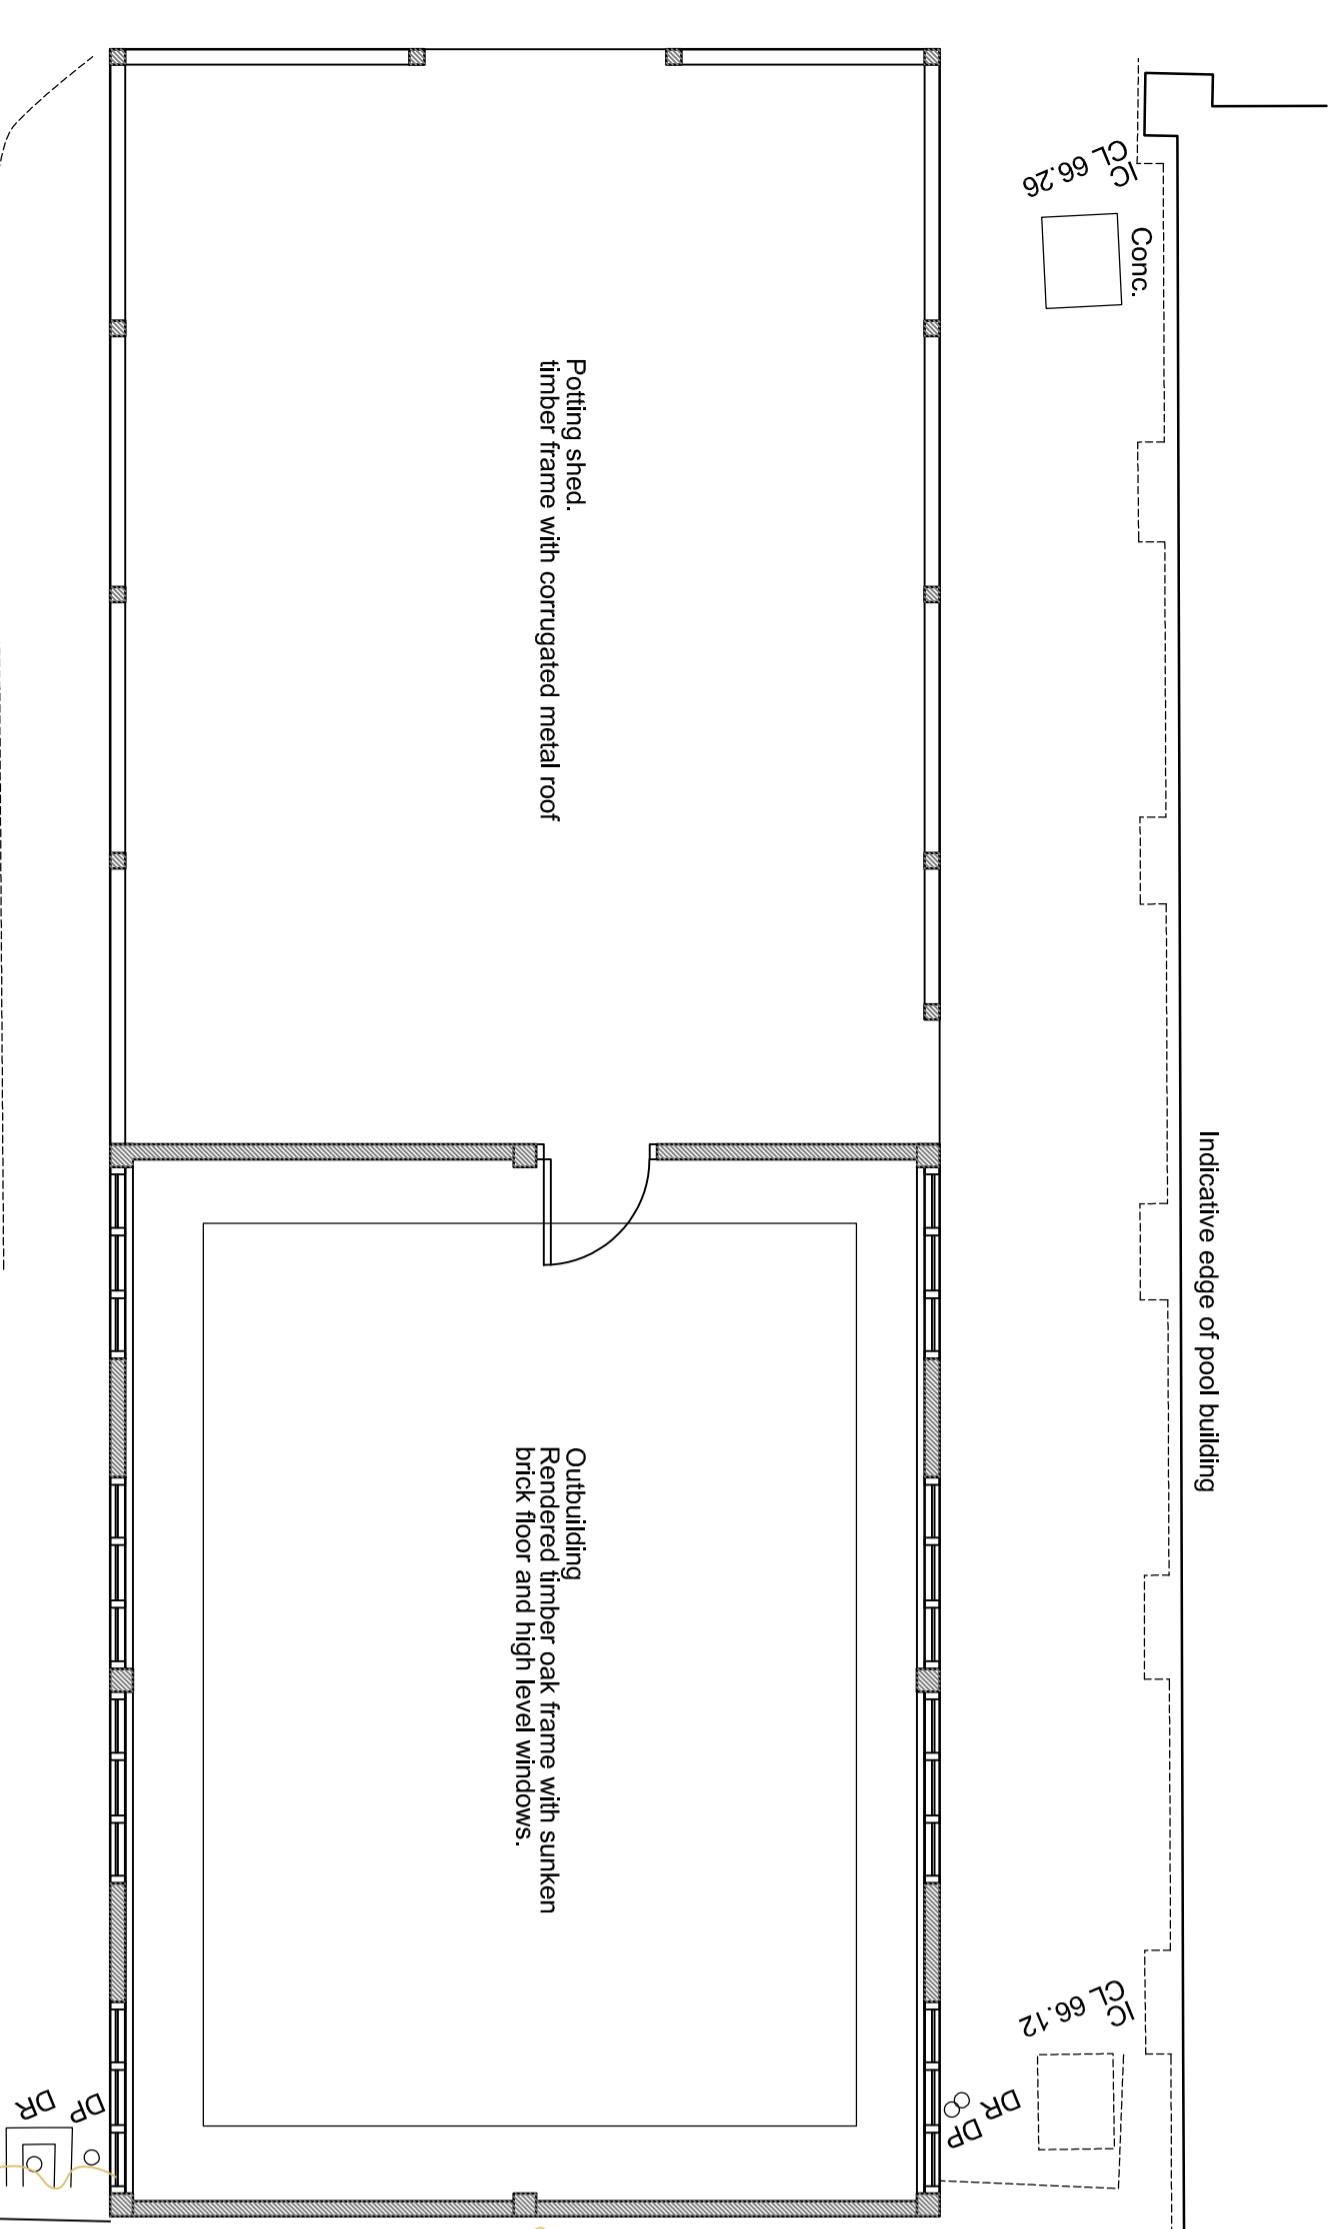 CL 66.26
IC
Conc.
Potting shed.
timber frame with corrugated metal roof
Indicative edge of pool building
Outbuilding
Rendered timber oak frame with sunken
brick floor and high level windows.
CL 66.12
IC
DR
DP
DR
DP